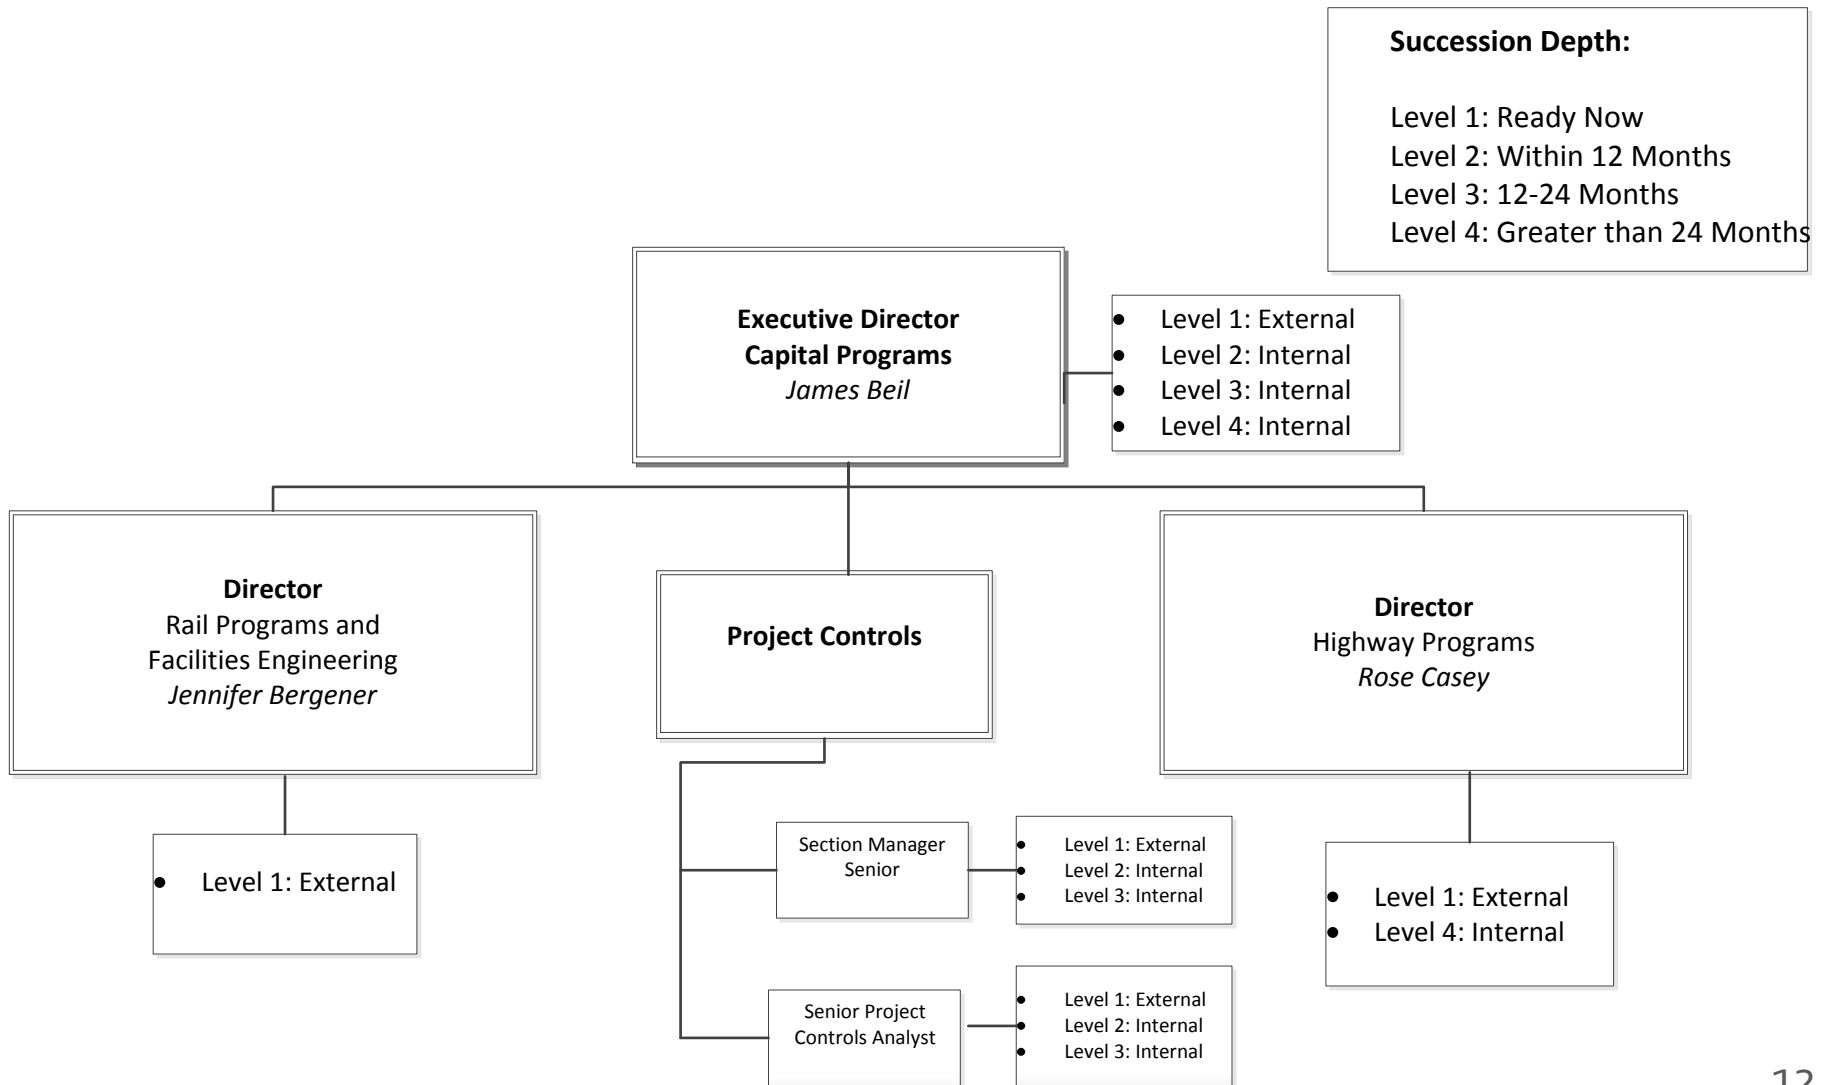 Succession Depth:
Level 1: Ready Now
Level 2: Within 12 Months
Level 3: 12-24 Months
Level 4: Greater than 24 Months
Executive Director
Capital Programs
James Beil
• Level 1: External
• Level 2: Internal
• Level 3: Internal
• Level 4: Internal
Director
Rail Programs and
Facilities Engineering
Jennifer Bergener
• Level 1: External
Project Controls
Section Manager
Senior
• Level 1: External
• Level 2: Internal
• Level 3: Internal
Senior Project
Controls Analyst
• Level 1: External
• Level 2: Internal
• Level 3: Internal
Director
Highway Programs
Rose Casey
• Level 1: External
• Level 4: Internal
12